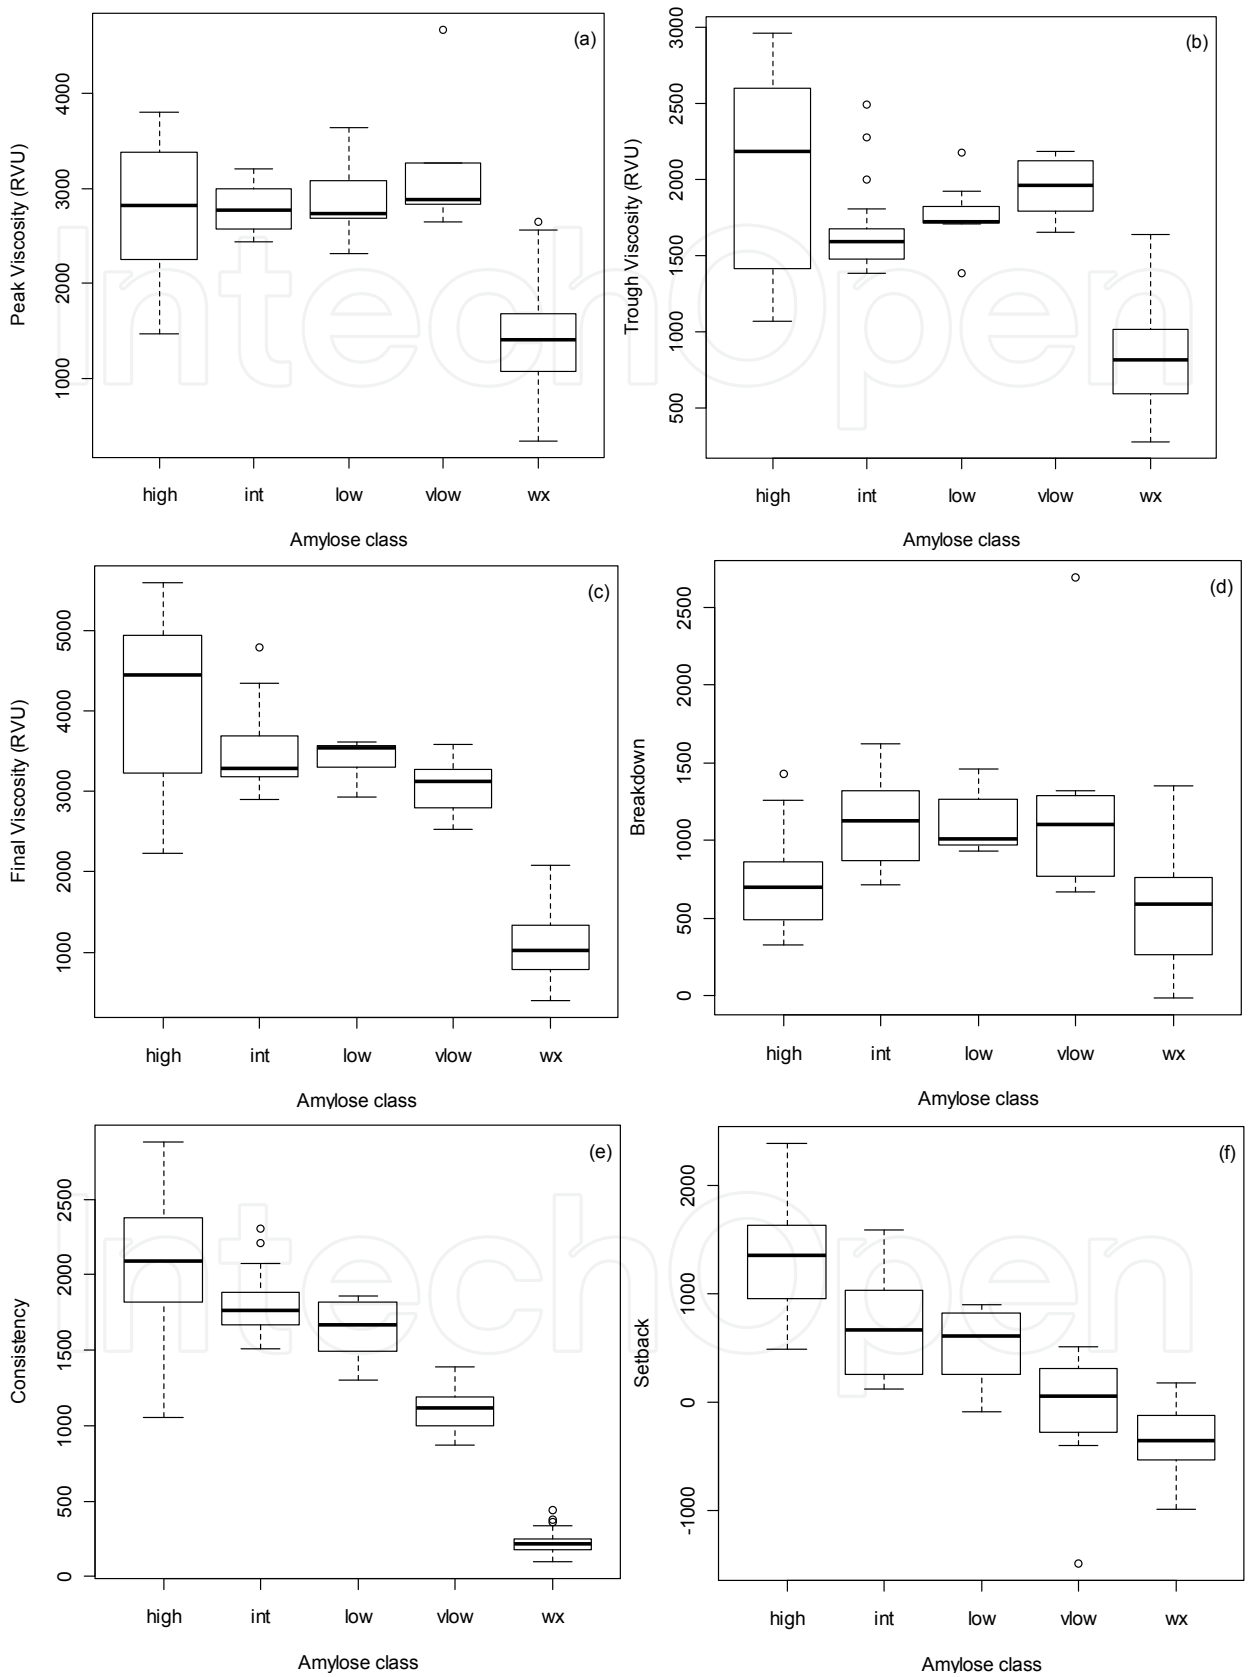 (a)
Peak Viscosity (RVU)
4000
3000
2000
1000
high int low vlow wx
Amylose class
(b)
Trough Viscosity (RVU)
3000
2500
2000
1500
1000
500
high int low vlow wx
Amylose class
(c)
Final Viscosity (RVU)
5000
4000
3000
2000
1000
high int low vlow wx
Amylose class
(d)
Breakdown
2500
2000
1500
1000
500
0
high int low vlow wx
Amylose class
(e)
Consistency
2500
2000
1500
1000
500
0
high int low vlow wx
Amylose class
(f)
Setback
2000
1000
0
-1000
high int low vlow wx
Amylose class
IntechOpen
IntechOpen